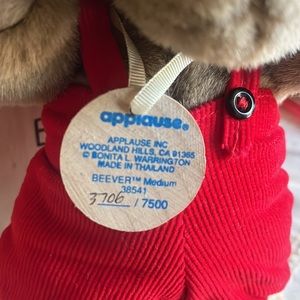 applause®
APPLAUSE INC
WOODLAND HILLS, CA 91365
© BONITA L. WARRINGTON
MADE IN THAILAND
BEEVER™ Medium
38541
3706 / 7500